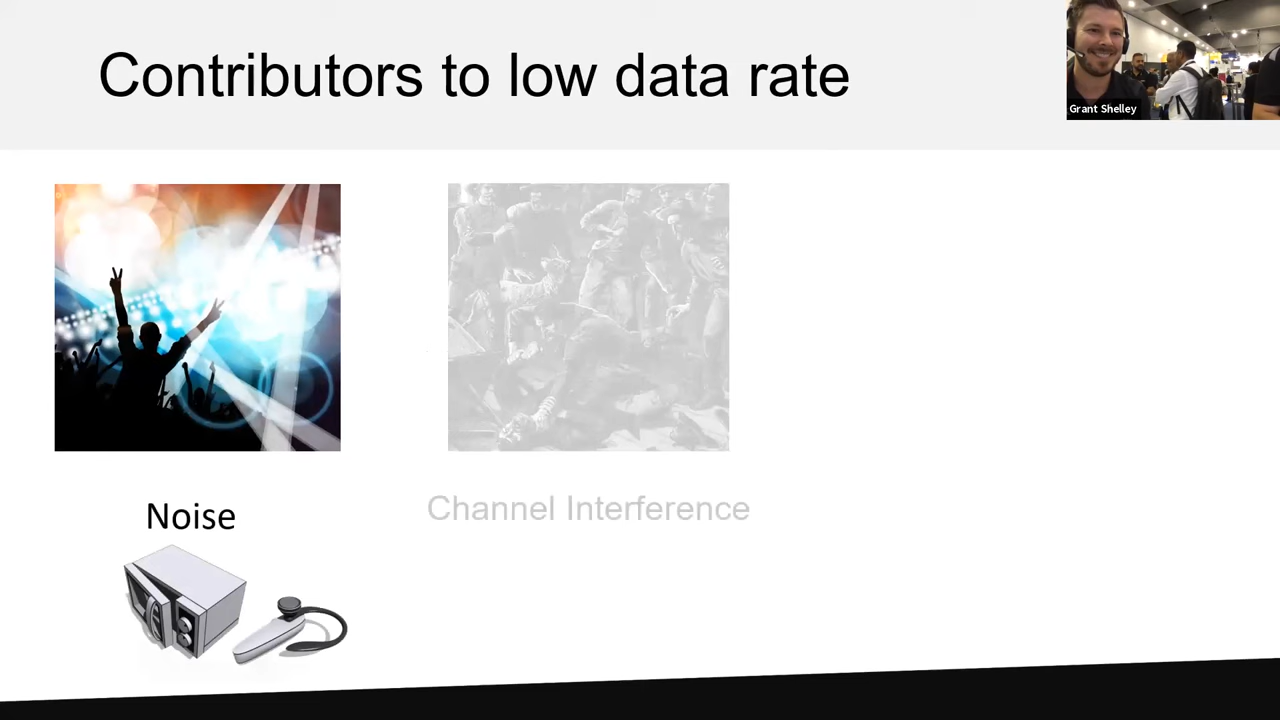 Contributors to low data rate
Grant Shelley
Noise
Channel Interference